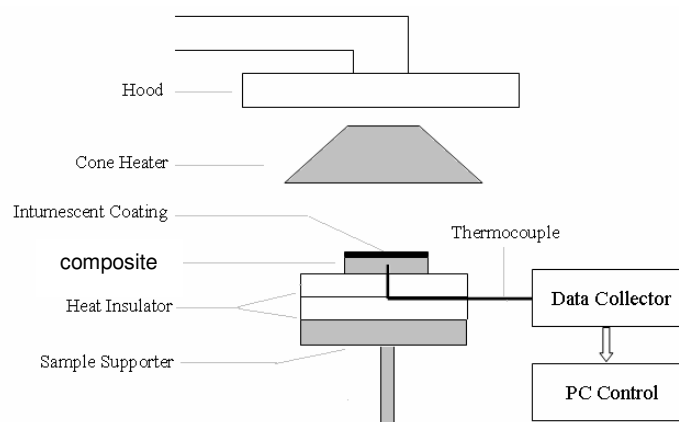 Hood
Cone Heater
Intumescent Coating
Thermocouple
composite
Heat Insulator
Data Collector
Sample Supporter
PC Control